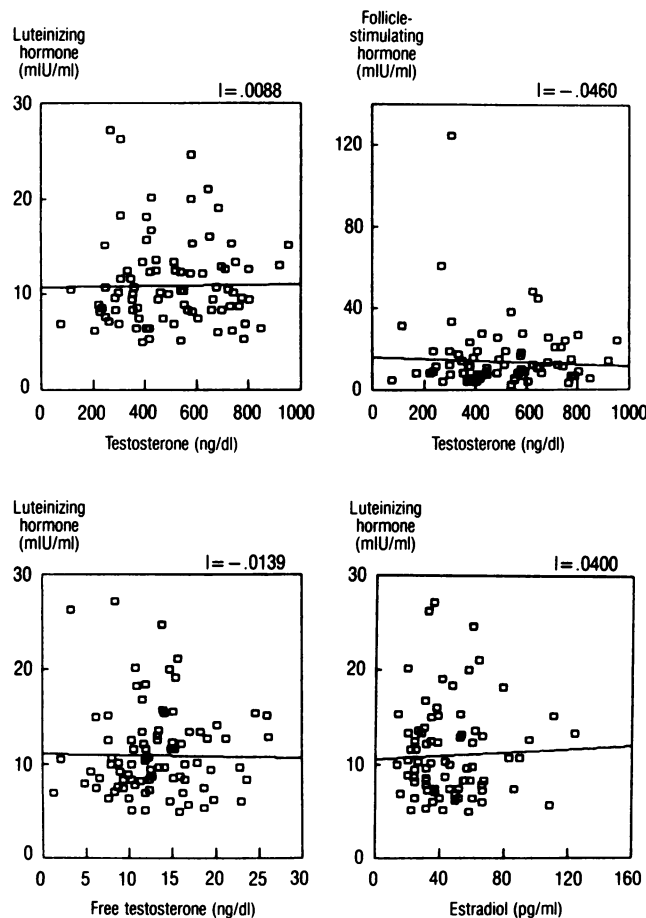 Luteinizing
hormone
(mIU/ml)
I=.0088
30
20
10
0
0 200 400 600 800 1000
Testosterone (ng/dl)
Follicle-
stimulating
hormone
(mIU/ml)
I=-.0460
120
80
40
0
0 200 400 600 800 1000
Testosterone (ng/dl)
Luteinizing
hormone
(mIU/ml)
I=-.0139
30
20
10
0
0 5 10 15 20 25 30
Free testosterone (ng/dl)
Luteinizing
hormone
(mIU/ml)
I=.0400
30
20
10
0
0 40 80 120 160
Estradiol (pg/ml)